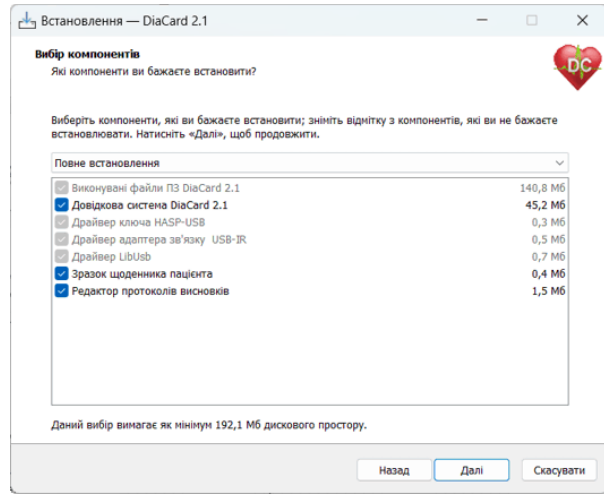 Встановлення — DiaCard 2.1
Вибір компонентів
Які компоненти ви бажаєте встановити?
DC
Виберіть компоненти, які ви бажаєте встановити; зніміть відмітку з компонентів, які ви не бажаєте
встановлювати. Натисніть «Далі», щоб продовжити.
Повне встановлення
Виконувані файли ПЗ DiaCard 2.1 140,8 Мб
Довідкова система DiaCard 2.1 45,2 Мб
Драйвер ключа HASP-USB 0,3 Мб
Драйвер адаптера зв'язку USB-IR 0,5 Мб
Драйвер LibUsb 0,7 Мб
Зразок щоденника пацієнта 0,4 Мб
Редактор протоколів висновків 1,5 Мб
Даний вибір вимагає як мінімум 192,1 Мб дискового простору.
Назад Далі Скасувати